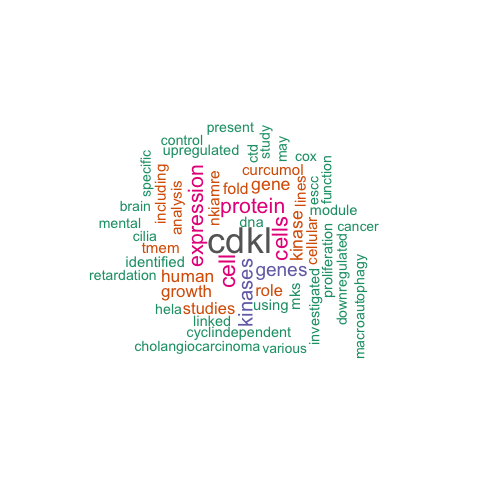 present
control
study
ctd
may
upregulated
cox
specific
including
analysis
expression
nkiamre
fold
curcumol
gene
lines
escc
function
brain
protein
module
mental
dna
cells
kinase
cellular
proliferation
cancer
cilia
cdkl
tmem
identified
cell
genes
downregulated
retardation
human
kinases
role
mks
investigated
macroautophagy
growth
hela
studies
using
linked
cyclindependent
cholangiocarcinoma
various